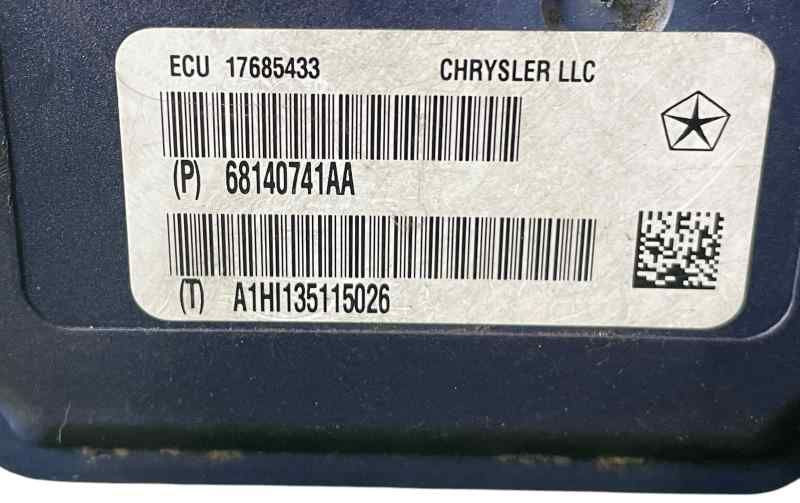 ECU 17685433 CHRYSLER LLC
(P) 68140741AA
(T) A1HI135115026